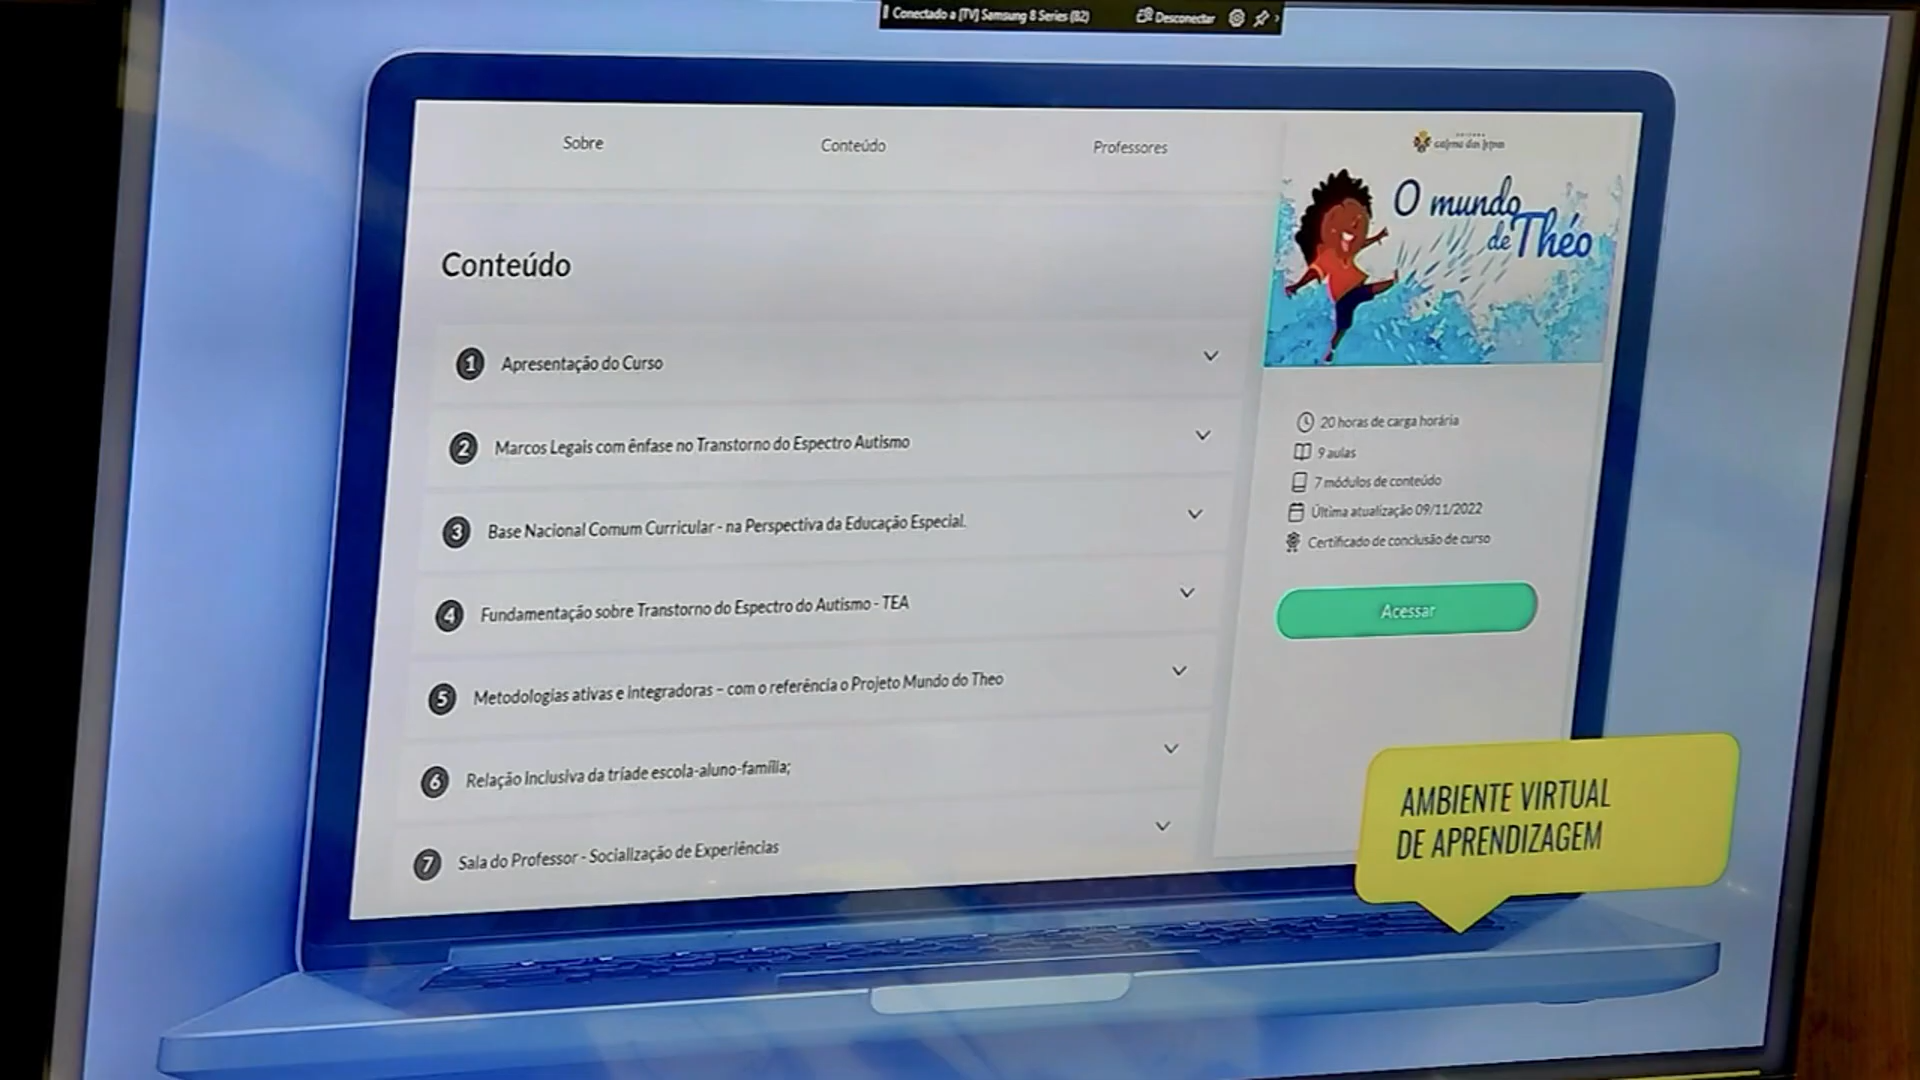 Conectado a [TV] Samsung 8 Series (82)
Desconectar
Sobre
Conteúdo
Professores
Conteúdo
1 Apresentação do Curso
2 Marcos Legais com ênfase no Transtorno do Espectro Autismo
3 Base Nacional Comum Curricular - na Perspectiva da Educação Especial.
4 Fundamentação sobre Transtorno do Espectro do Autismo - TEA
5 Metodologias ativas e Integradoras – com o referência o Projeto Mundo do Theo
6 Relação Inclusiva da tríade escola-aluno-família;
7 Sala do Professor - Socialização de Experiências
O mundo
de Théo
20 horas de carga horária
9 aulas
7 módulos de conteúdo
Última atualização 09/11/2022
Certificado de conclusão de curso
Acessar
AMBIENTE VIRTUAL
DE APRENDIZAGEM